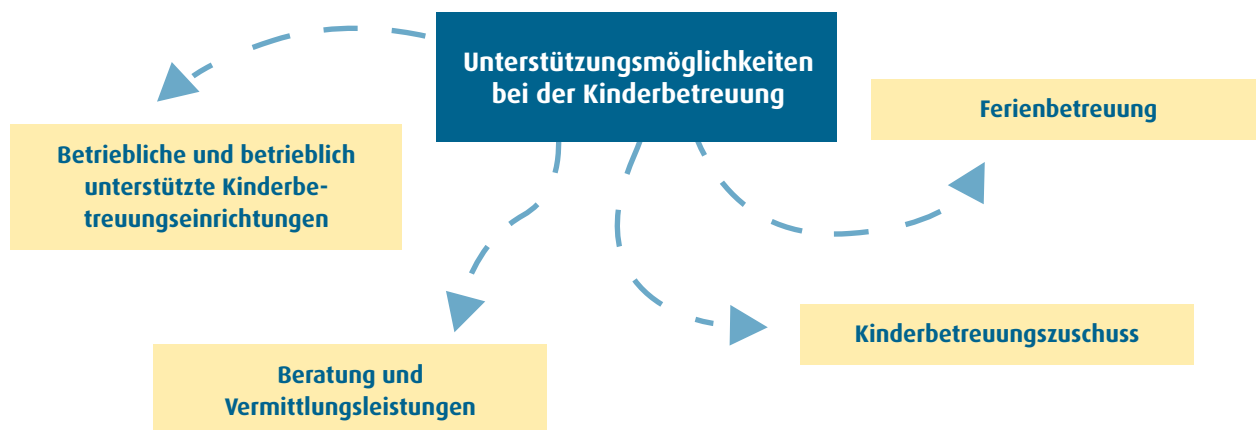 Unterstützungsmöglichkeiten
bei der Kinderbetreuung
Ferienbetreuung
Betriebliche und betrieblich
unterstützte Kinderbe-
treuungseinrichtungen
Kinderbetreuungszuschuss
Beratung und
Vermittlungsleistungen